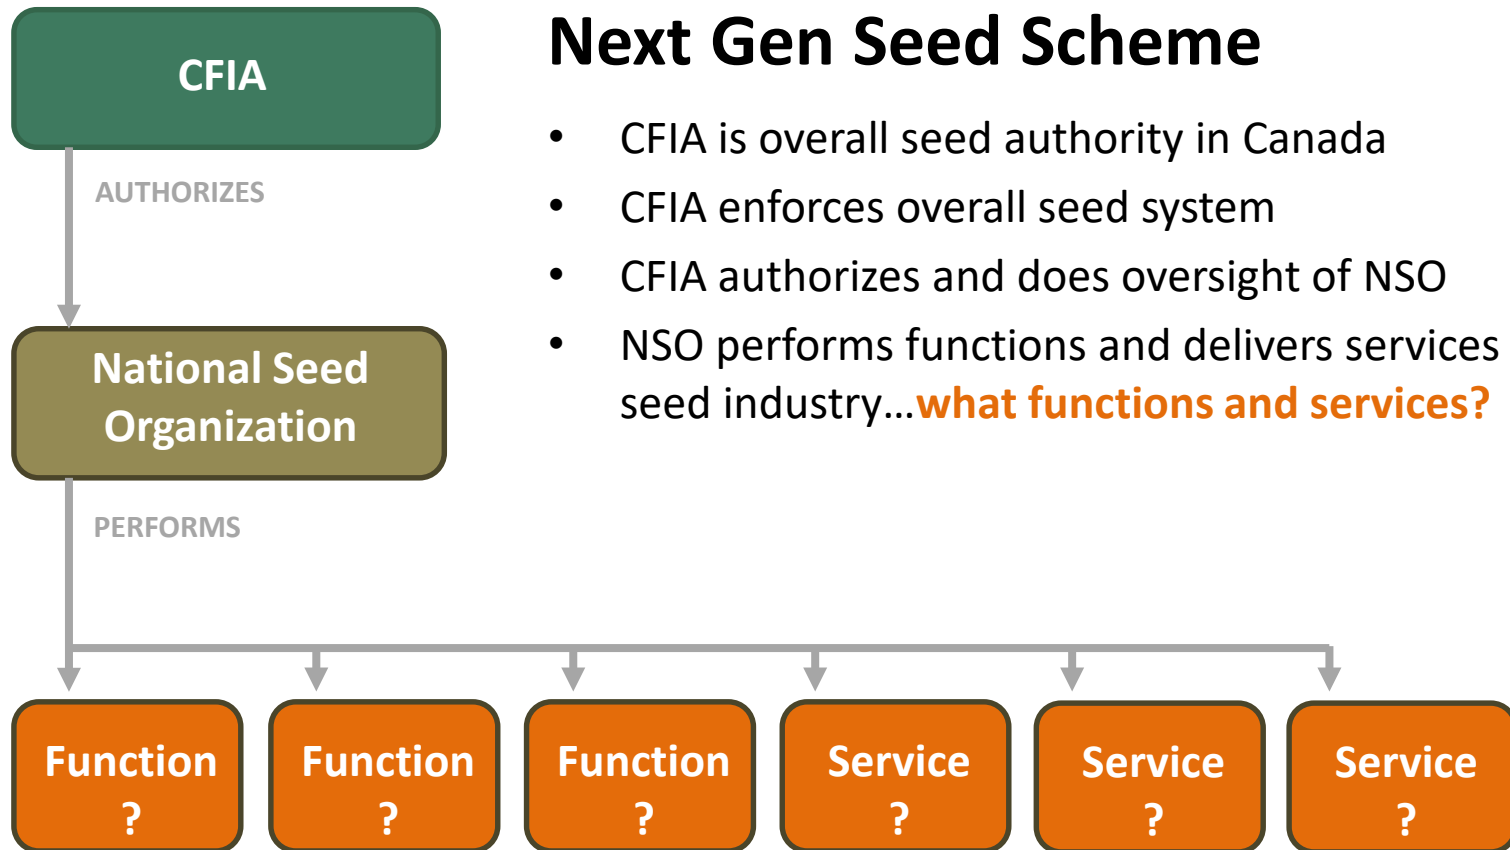 CFIA
AUTHORIZES
National Seed
Organization
PERFORMS
Next Gen Seed Scheme
• CFIA is overall seed authority in Canada
• CFIA enforces overall seed system
• CFIA authorizes and does oversight of NSO
• NSO performs functions and delivers services
seed industry...what functions and services?
Function
?
Function
?
Function
?
Service
?
Service
?
Service
?